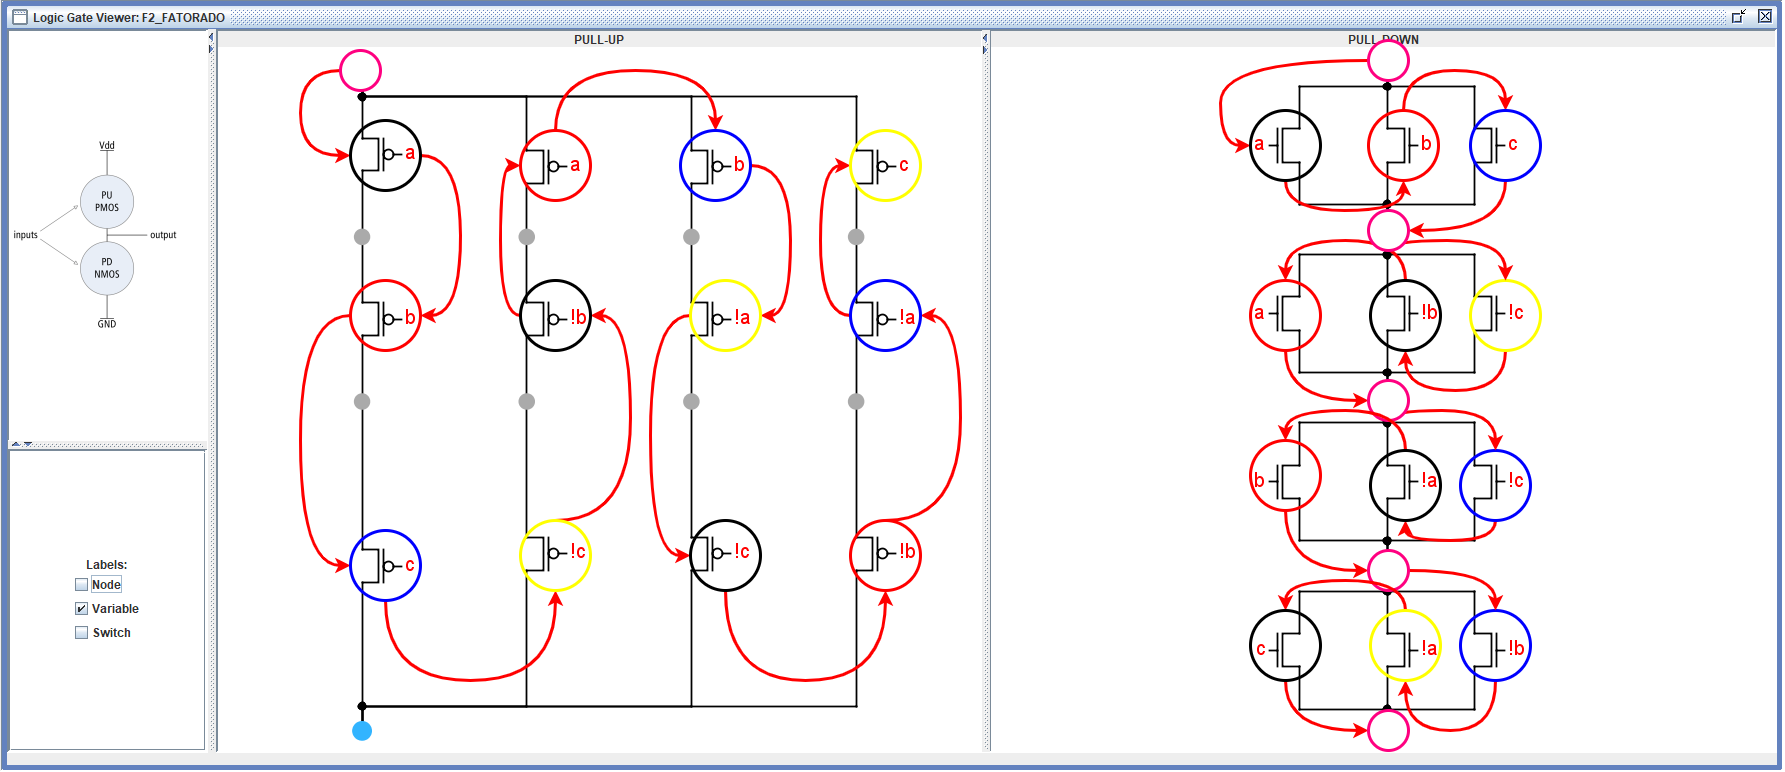 Logic Gate Viewer: F2_FATORADO
PULL-UP
PULL-DOWN
Vdd
PU
PMOS
inputs
output
PD
NMOS
GND
Labels:
Node
Variable
Switch
a
a
b
c
b
!b
!a
!a
c
!c
!c
!b
a
b
c
a
!b
!c
b
!a
!c
c
!a
!b